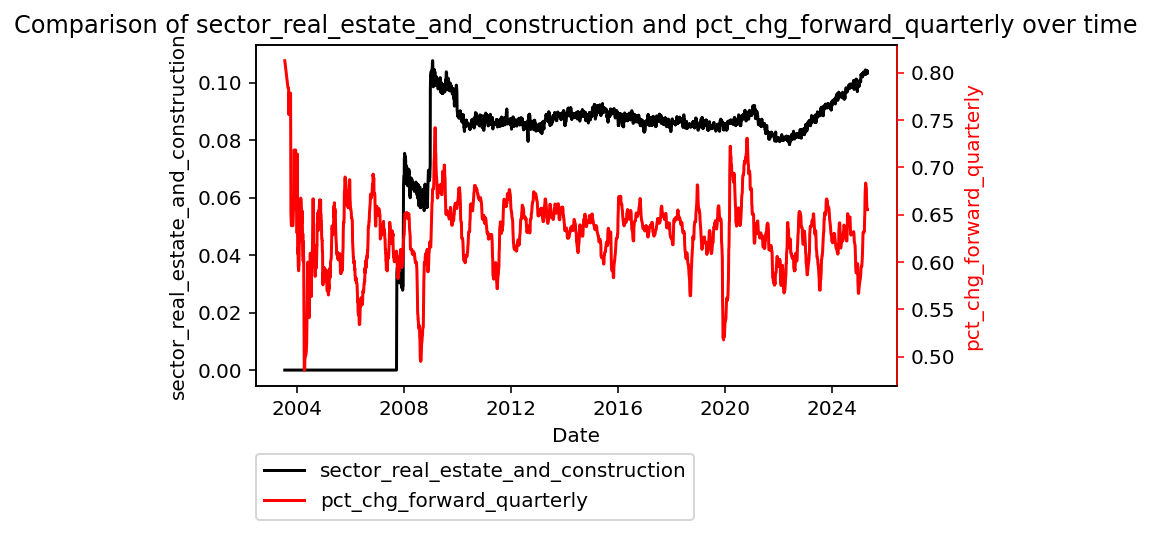 Comparison of sector_real_estate_and_construction and pct_chg_forward_quarterly over time
sector_real_estate_and_construction
0.10
0.08
0.06
0.04
0.02
0.00
0.80
0.75
0.70
0.65
0.60
0.55
0.50
pct_chg_forward_quarterly
2004 2008 2012 2016 2020 2024
Date
sector_real_estate_and_construction
pct_chg_forward_quarterly